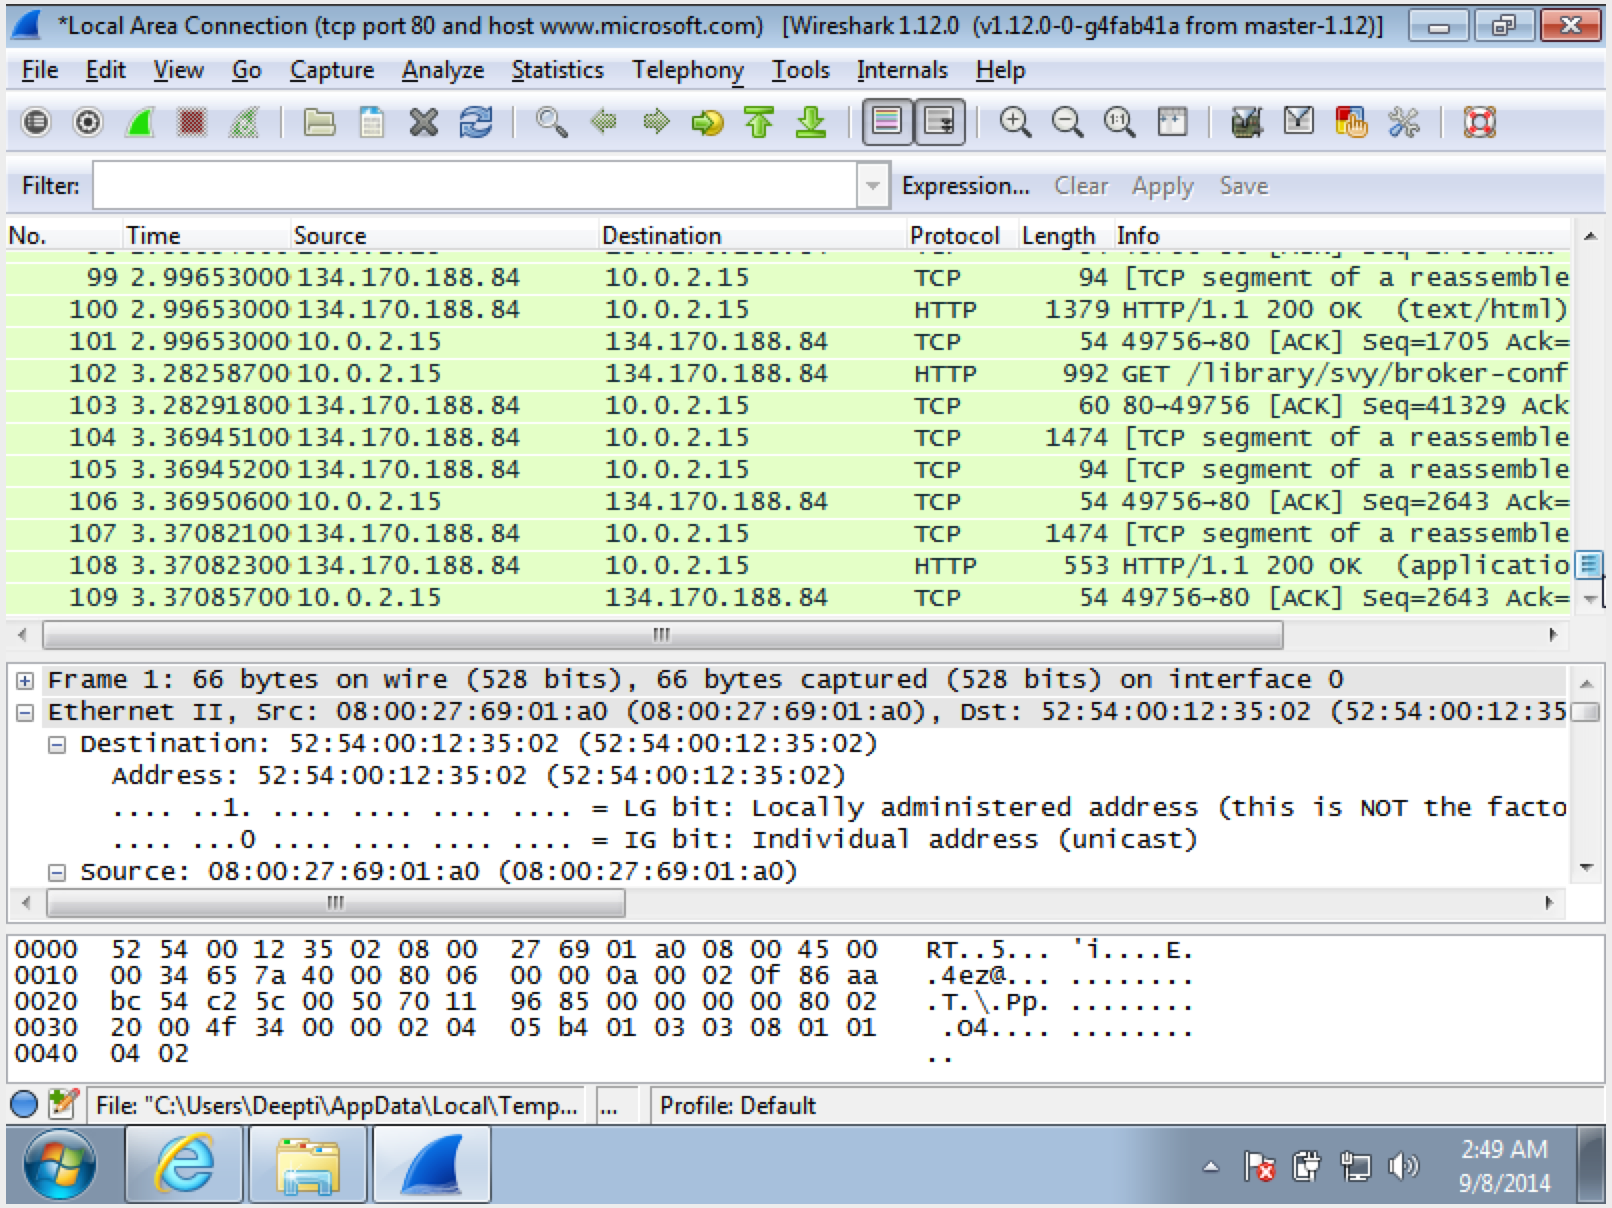 *Local Area Connection (tcp port 80 and host www.microsoft.com) [Wireshark 1.12.0 (v1.12.0-0-g4fab41a from master-1.12)]
File Edit View Go Capture Analyze Statistics Telephony Tools Internals Help
Filter: Expression... Clear Apply Save
No. Time Source Destination Protocol Length Info
99 2.99653000 134.170.188.84 10.0.2.15 TCP 94 [TCP segment of a reassemble
100 2.99653000 134.170.188.84 10.0.2.15 HTTP 1379 HTTP/1.1 200 OK (text/html)
101 2.99653000 10.0.2.15 134.170.188.84 TCP 54 49756→80 [ACK] Seq=1705 Ack=
102 3.28258700 10.0.2.15 134.170.188.84 HTTP 992 GET /library/svy/broker-conf
103 3.28291800 134.170.188.84 10.0.2.15 TCP 60 80→49756 [ACK] Seq=41329 Ack
104 3.36945100 134.170.188.84 10.0.2.15 TCP 1474 [TCP segment of a reassemble
105 3.36945200 134.170.188.84 10.0.2.15 TCP 94 [TCP segment of a reassemble
106 3.36950600 10.0.2.15 134.170.188.84 TCP 54 49756→80 [ACK] Seq=2643 Ack=
107 3.37082100 134.170.188.84 10.0.2.15 TCP 1474 [TCP segment of a reassemble
108 3.37082300 134.170.188.84 10.0.2.15 HTTP 553 HTTP/1.1 200 OK (applicatio
109 3.37085700 10.0.2.15 134.170.188.84 TCP 54 49756→80 [ACK] Seq=2643 Ack=
Frame 1: 66 bytes on wire (528 bits), 66 bytes captured (528 bits) on interface 0
Ethernet II, Src: 08:00:27:69:01:a0 (08:00:27:69:01:a0), Dst: 52:54:00:12:35:02 (52:54:00:12:35
Destination: 52:54:00:12:35:02 (52:54:00:12:35:02)
Address: 52:54:00:12:35:02 (52:54:00:12:35:02)
.... ..1. .... .... .... .... = LG bit: Locally administered address (this is NOT the facto
.... ...0 .... .... .... .... = IG bit: Individual address (unicast)
Source: 08:00:27:69:01:a0 (08:00:27:69:01:a0)
0000 52 54 00 12 35 02 08 00 27 69 01 a0 08 00 45 00 RT..5... 'i....E.
0010 00 34 65 7a 40 00 80 06 00 00 0a 00 02 0f 86 aa .4ez@... ........
0020 bc 54 c2 5c 00 50 70 11 96 85 00 00 00 00 80 02 .T.\.Pp. ........
0030 20 00 4f 34 00 00 02 04 05 b4 01 03 03 08 01 01 .O4.... ........
0040 04 02 ..
File: "C:\Users\Deepti\AppData\Local\Temp... ... Profile: Default
2:49 AM
9/8/2014